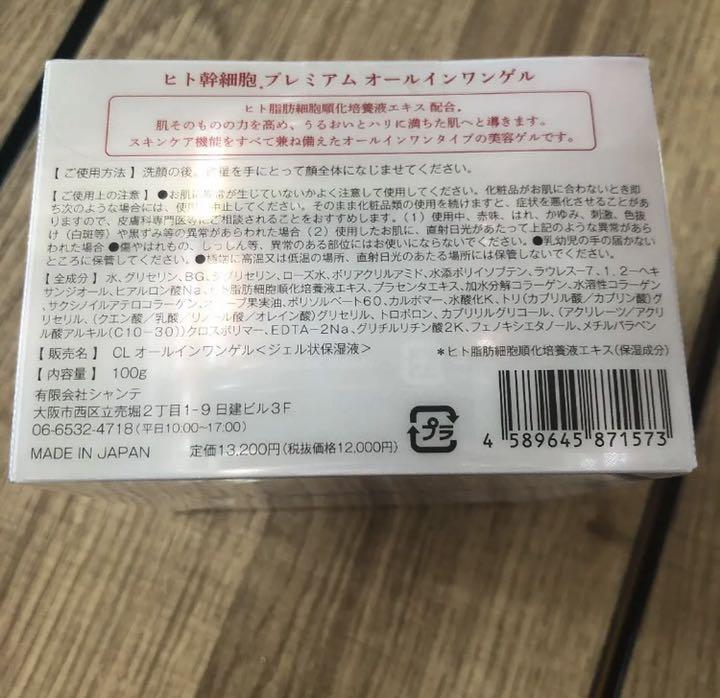 ヒト幹細胞*プレミアム オールインワンゲル
ヒト脂肪細胞順化培養液エキス 配合。
肌そのものの力を高め、うるおいとハリに満ちた肌へと導きます。
スキンケア機能をすべて兼ね備えたオールインワンタイプの美容ゲルです。
【ご使用方法】洗顔の後、適量を手にとって顔全体になじませてください。
【ご使用上の注意】●お肌に異常が生じていないかよく注意して使用してください。化粧品がお肌に合わないとき即
ち次のような場合には、使用を中止してください。そのまま化粧品類の使用を続けますと、症状を悪化させることがあ
りますので、皮膚科専門医等にご相談されることをおすすめします。(1)使用中、赤味、はれ、かゆみ、刺激、色抜
け(白斑等)や黒ずみ等の異常があらわれた場合(2)使用したお肌に、直射日光があたって上記のような異常があら
われた場合●傷やはれもの、しっしん等、異常のある部位にはお使いにならないでください。●乳幼児の手の届かない
ところに保管してください。●極端に高温又は低温の場所、直射日光のあたる場所には保管しないでください。
【全成分】水、グリセリン、BG、ジグリセリン、ローズ水、ポリアクリルアミド、水添ポリイソブテン、ラウレス-7、1,2-ヘキ
サンジオール、ヒアルロン酸Na、ヒト脂肪細胞順化培養液エキス、プラセンタエキス、加水分解コラーゲン、水溶性コラーゲン、
サクシノイルアテロコラーゲン、オリーブ果実油、ポリソルベート60、カルボマー、水酸化K、トリ(カプリル酸/カプリン酸)グ
リセリル、(クエン酸/乳酸/リノール酸/オレイン酸)グリセリル、トロポロン、カプリリルグリコール、(アクリレーツ/アクリ
ル酸アルキル(C10-30))クロスポリマー、EDTA-2Na、グリチルリチン酸2K、フェノキシエタノール、メチルパラベン
【販売名】 CL オールインワンゲル<ジェル状保湿液> *ヒト脂肪細胞順化培養液エキス(保湿成分)
【内容量】 100g
有限会社シャンテ
大阪市西区立売堀2丁目1-9 日建ビル3F
06-6532-4718 (平日10:00~17:00)
MADE IN JAPAN 定価13,200円(税抜価格12,000円)
プラ
4 589645 871573